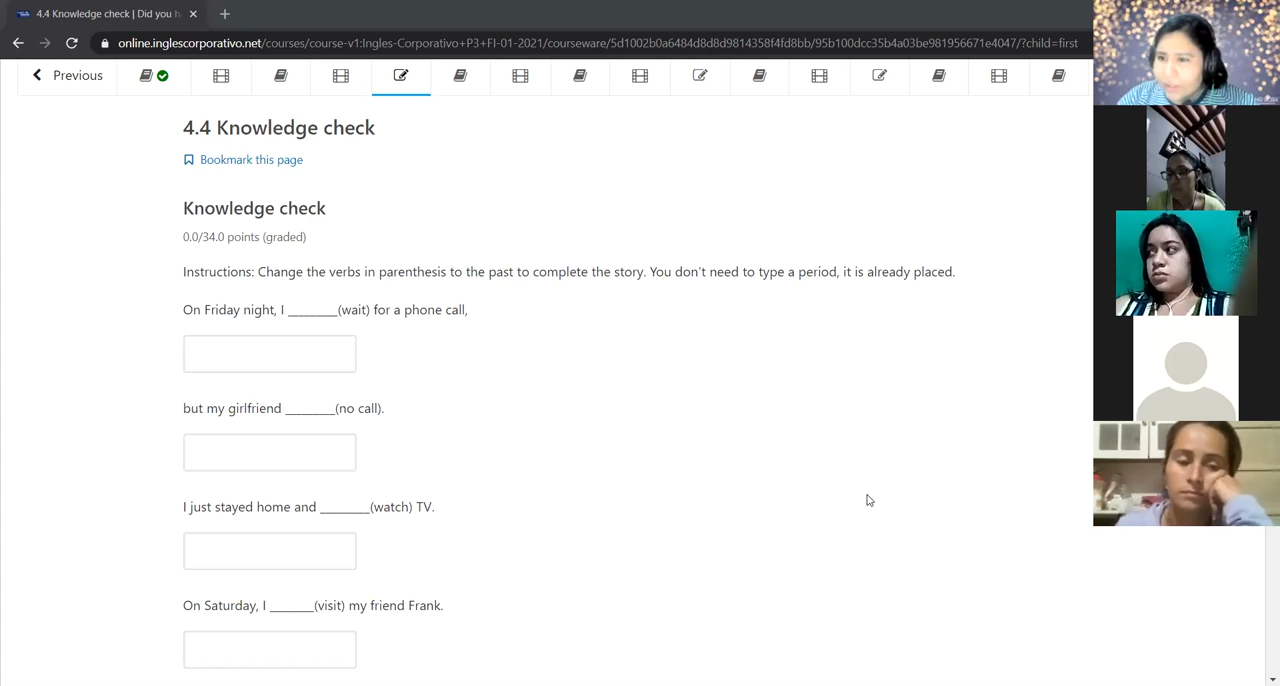 4.4 Knowledge check | Did you h
online.inglescorporativo.net/courses/course-v1:Ingles-Corporativo+P3+FI-01-2021/courseware/5d1002b0a6484d8d8d9814358f4fd8bb/95b100dcc35b4a03be981956671e4047/?child=first
Previous
4.4 Knowledge check
Bookmark this page
Knowledge check
0.0/34.0 points (graded)
Instructions: Change the verbs in parenthesis to the past to complete the story. You don't need to type a period, it is already placed.
On Friday night, I ________(wait) for a phone call,
but my girlfriend ________(no call).
I just stayed home and ________(watch) TV.
On Saturday, I _______(visit) my friend Frank.